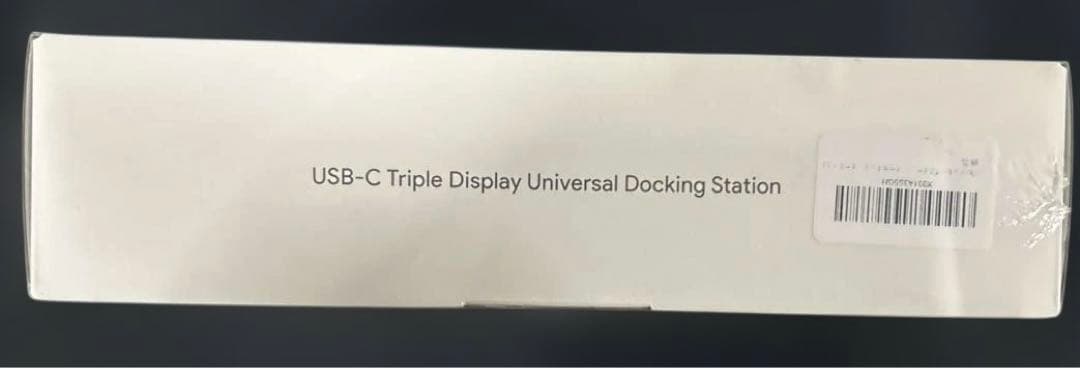 USB-C Triple Display Universal Docking Station